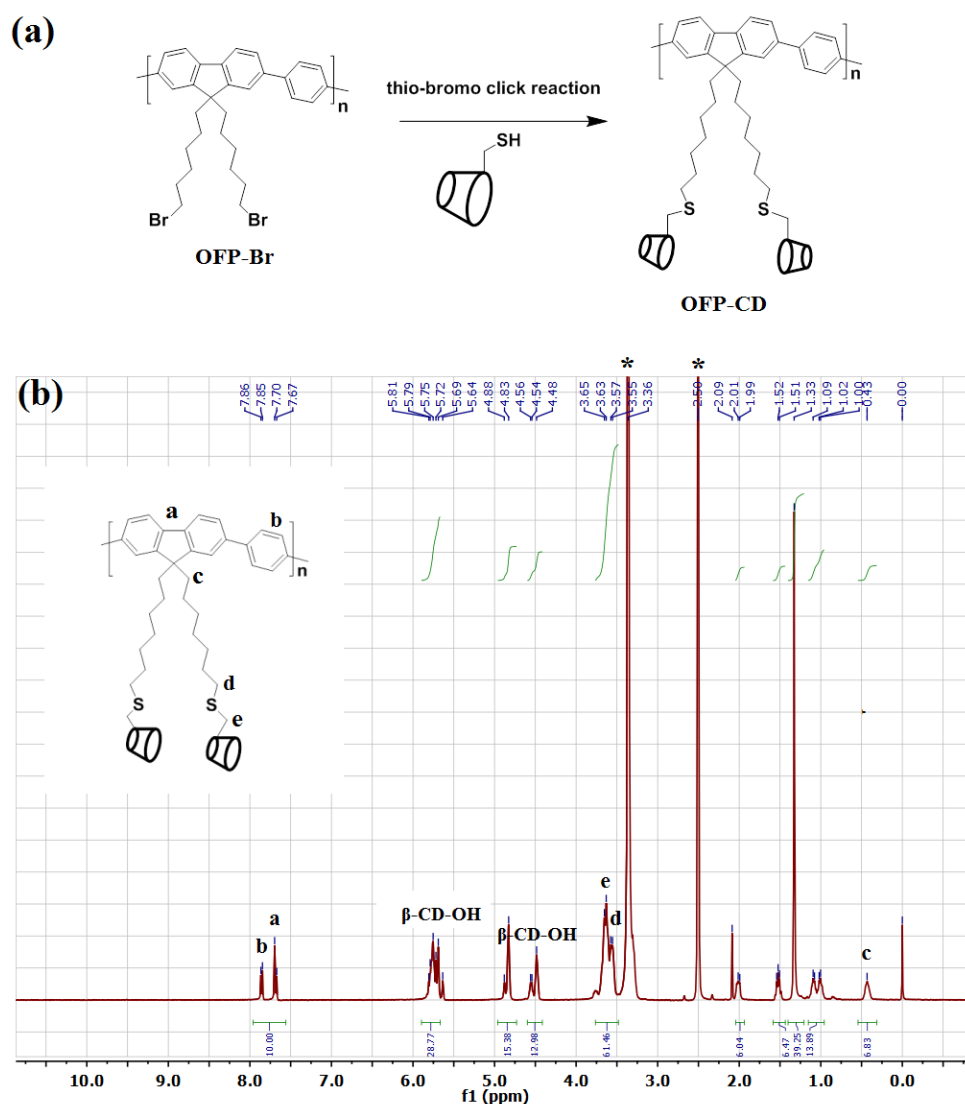 (a)
n
Br
Br
OFP-Br
thio-bromo click reaction
SH
n
S
S
OFP-CD
(b)
*
*
7.86
7.85
7.70
7.67
5.81
5.79
5.75
5.72
5.69
5.64
4.88
4.83
4.56
4.54
4.48
3.65
3.63
3.57
3.55
3.36
2.50
2.09
2.01
1.99
1.52
1.51
1.33
1.09
1.02
1.00
0.43
-0.00
a
b
n
c
S
S
d
e
b
a
β-CD-OH
β-CD-OH
e
d
c
10.00
28.77
15.38
12.98
61.46
6.04
6.47
39.25
13.89
6.83
10.0 9.0 8.0 7.0 6.0 5.0 4.0 3.0 2.0 1.0 0.0
f1 (ppm)